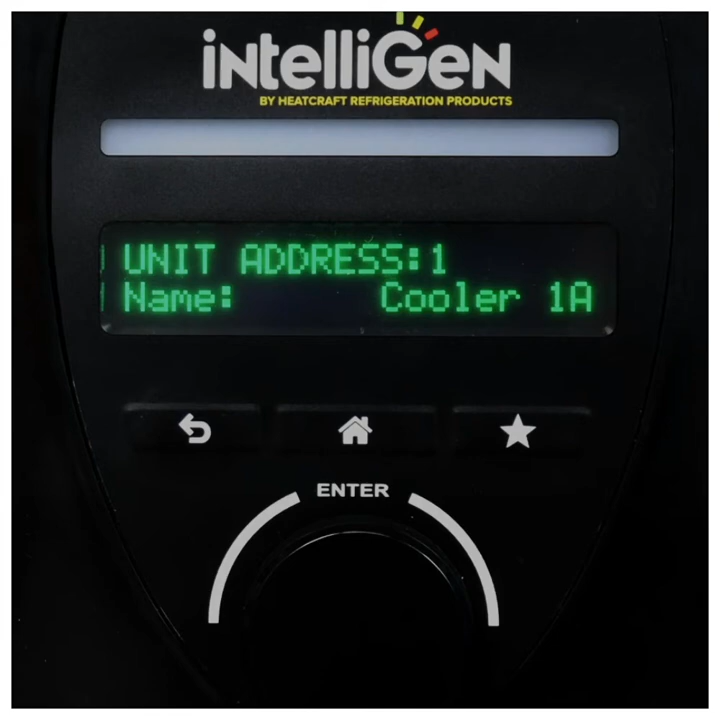 intelliGen
BY HEATCRAFT REFRIGERATION PRODUCTS
UNIT ADDRESS:1
Name: Cooler 1A
ENTER